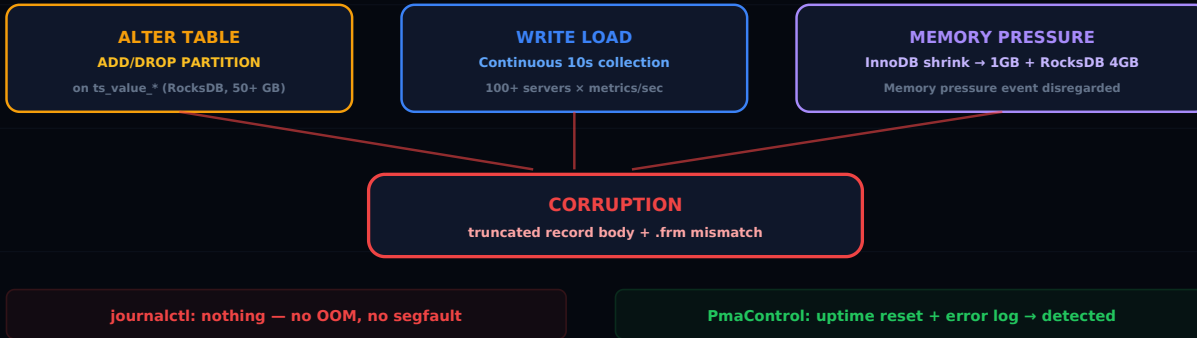 ALTER TABLE
ADD/DROP PARTITION
on ts_value_* (RocksDB, 50+ GB)
WRITE LOAD
Continuous 10s collection
100+ servers × metrics/sec
MEMORY PRESSURE
InnoDB shrink → 1GB + RocksDB 4GB
Memory pressure event disregarded
CORRUPTION
truncated record body + .frm mismatch
journalctl: nothing — no OOM, no segfault
PmaControl: uptime reset + error log → detected